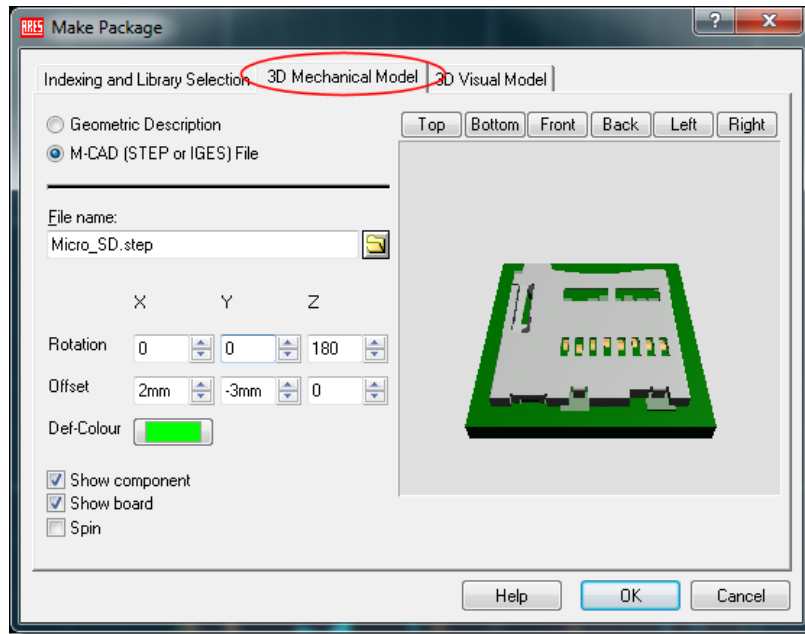 ARES Make Package ?
Indexing and Library Selection 3D Mechanical Model 3D Visual Model
Geometric Description
M-CAD (STEP or IGES) File
Top Bottom Front Back Left Right
File name:
Micro_SD.step
X Y Z
Rotation 0 0 180
Offset 2mm -3mm 0
Def-Colour
Show component
Show board
Spin
Help OK Cancel